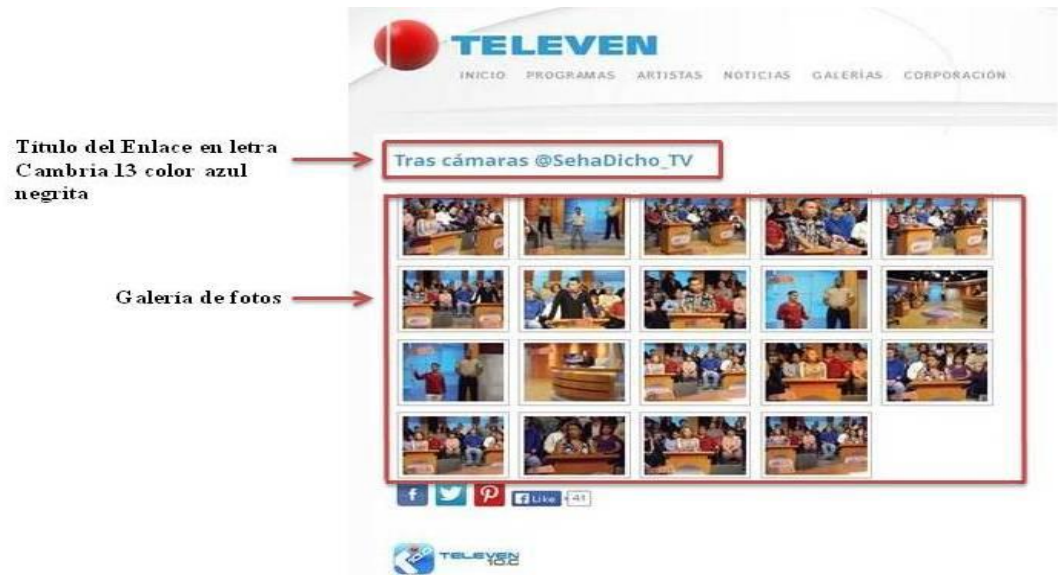 TELEVEN
INICIO PROGRAMAS ARTISTAS NOTICIAS GALERÍAS CORPORACIÓN
Título del Enlace en letra
Cambria 13 color azul
negrita
Tras cámaras @SehaDicho_TV
Galería de fotos
f Like 41
TELEVEN